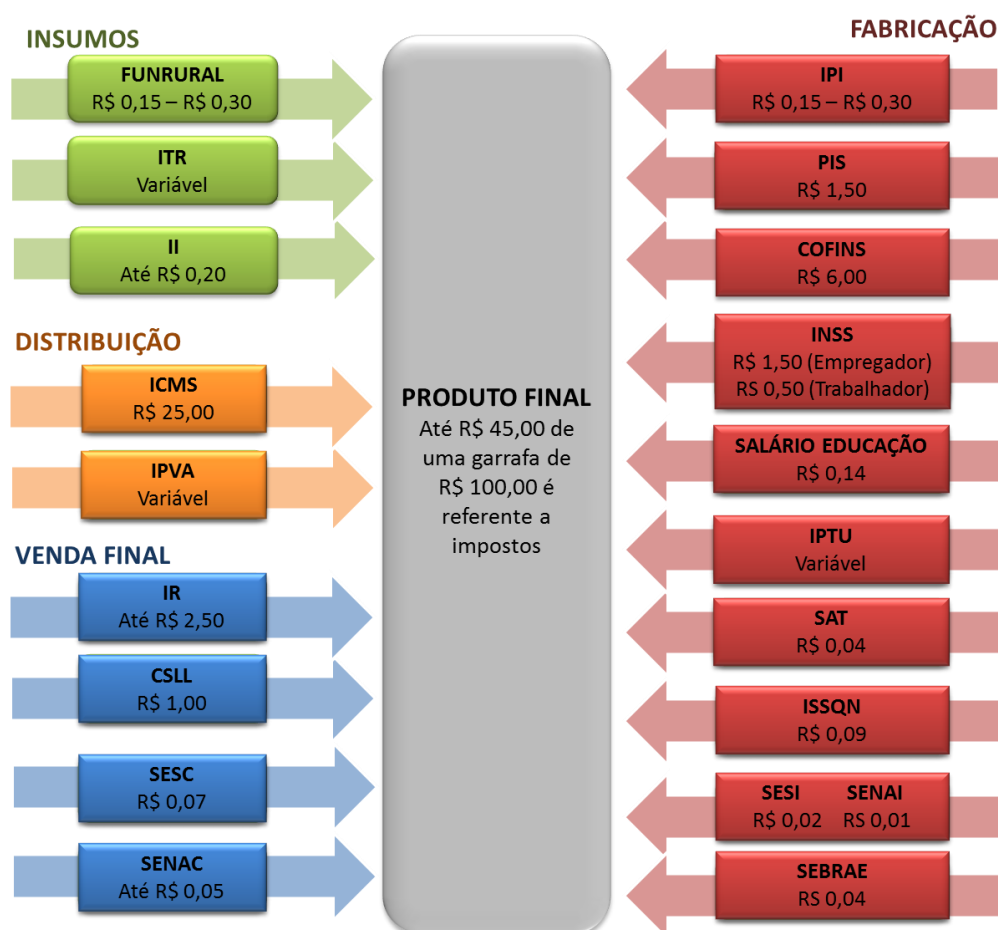 INSUMOS
FUNRURAL
R$ 0,15 – R$ 0,30
ITR
Variável
II
Até R$ 0,20
DISTRIBUIÇÃO
ICMS
R$ 25,00
IPVA
Variável
VENDA FINAL
IR
Até R$ 2,50
CSLL
R$ 1,00
SESC
R$ 0,07
SENAC
Até R$ 0,05
PRODUTO FINAL
Até R$ 45,00 de
uma garrafa de
R$ 100,00 é
referente a
impostos
FABRICAÇÃO
IPI
R$ 0,15 – R$ 0,30
PIS
R$ 1,50
COFINS
R$ 6,00
INSS
R$ 1,50 (Empregador)
RS 0,50 (Trabalhador)
SALÁRIO EDUCAÇÃO
R$ 0,14
IPTU
Variável
SAT
R$ 0,04
ISSQN
R$ 0,09
SESI SENAI
R$ 0,02 RS 0,01
SEBRAE
RS 0,04